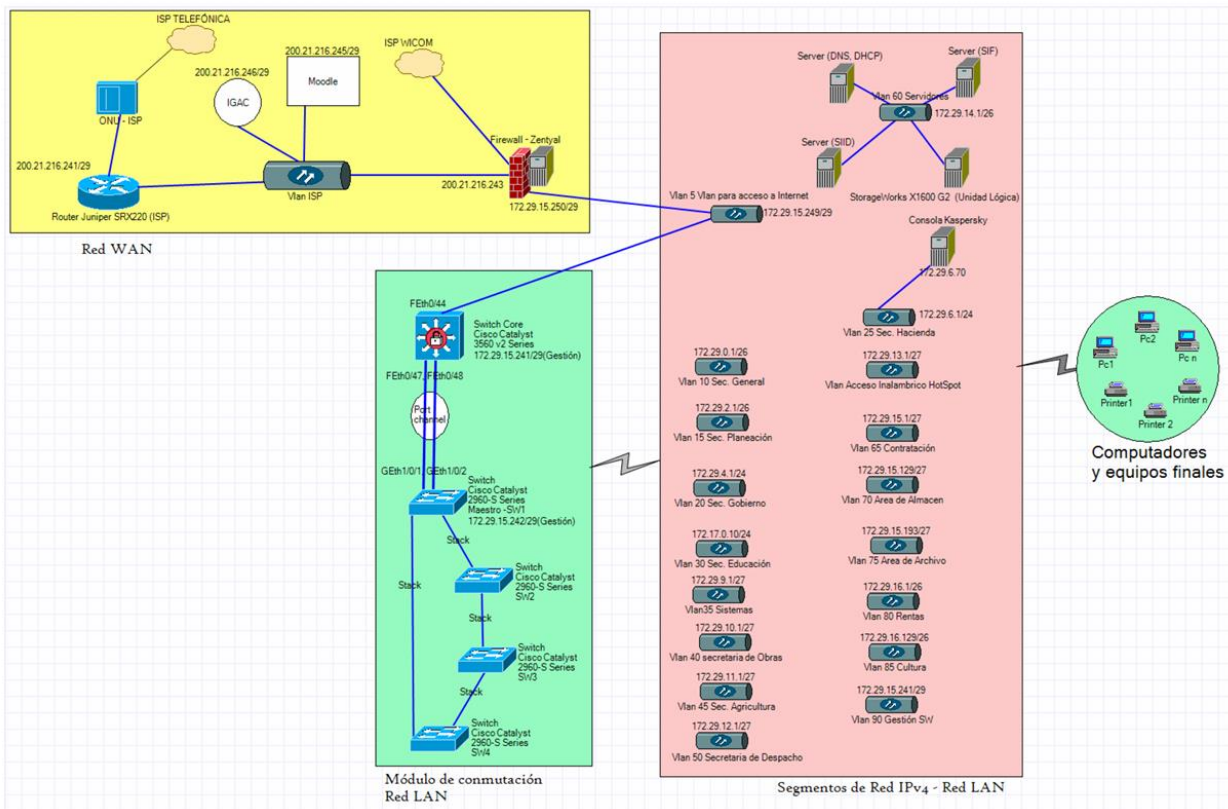 ISP TELEFÓNICA
ONU - ISP
200.21.216.241/29
Router Juniper SRX220 (ISP)
200.21.216.246/29
IGAC
200.21.216.245/29
Moodle
Vlan ISP
ISP WICOM
Firewall - Zentyal
200.21.216.243
172.29.15.250/29
Red WAN
FEth0/44
Switch Core
Cisco Catalyst
3560 v2 Series
172.29.15.241/29(Gestión)
FEth0/47, FEth0/48
Port
channel
GEth1/0/1, GEth1/0/2
Switch
Cisco Catalyst
2960-S Series
Maestro -SW1
172.29.15.242/29(Gestión)
Stack
Stack
Switch
Cisco Catalyst
2960-S Series
SW2
Stack
Switch
Cisco Catalyst
2960-S Series
SW3
Stack
Switch
Cisco Catalyst
2960-S Series
SW4
Módulo de conmutación
Red LAN
Server (DNS, DHCP)
Server (SIF)
Vlan 60 Servidores
172.29.14.1/26
Server (SIID)
StorageWorks X1600 G2 (Unidad Lógica)
Vlan 5 Vlan para acceso a Internet
172.29.15.249/29
Consola Kaspersky
172.29.6.70
172.29.6.1/24
Vlan 25 Sec. Hacienda
172.29.0.1/26
Vlan 10 Sec. General
172.29.13.1/27
Vlan Acceso Inalambrico HotSpot
172.29.2.1/26
Vlan 15 Sec. Planeación
172.29.15.1/27
Vlan 65 Contratación
172.29.4.1/24
Vlan 20 Sec. Gobierno
172.29.15.129/27
Vlan 70 Area de Almacen
172.17.0.10/24
Vlan 30 Sec. Educación
172.29.15.193/27
Vlan 75 Area de Archivo
172.29.9.1/27
Vlan35 Sistemas
172.29.16.1/26
Vlan 80 Rentas
172.29.10.1/27
Vlan 40 secretaria de Obras
172.29.16.129/26
Vlan 85 Cultura
172.29.11.1/27
Vlan 45 Sec. Agricultura
172.29.15.241/29
Vlan 90 Gestión SW
172.29.12.1/27
Vlan 50 Secretaria de Despacho
Segmentos de Red IPv4 - Red LAN
Pc2
Pc1
Pc n
Printer1
Printer n
Printer 2
Computadores
y equipos finales